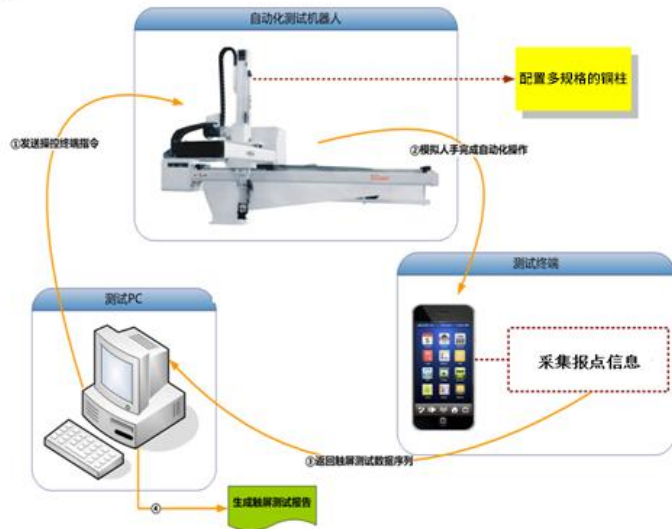 自动化测试机器人
配置多规格的铜柱
①发送操控终端指令
②模拟人手完成自动化操作
测试终端
测试PC
采集报点信息
③返回触屏测试数据序列
④
生成触屏测试报告